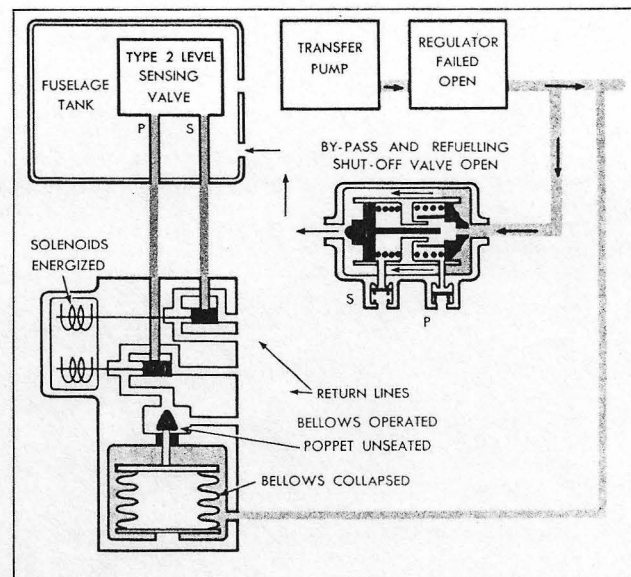 TYPE 2 LEVEL
SENSING
VALVE
FUSELAGE
TANK
P
S
TRANSFER
PUMP
REGULATOR
FAILED
OPEN
BY-PASS AND REFUELLING
SHUT-OFF VALVE OPEN
S
P
SOLENOIDS
ENERGIZED
RETURN LINES
BELLOWS OPERATED
POPPET UNSEATED
BELLOWS COLLAPSED